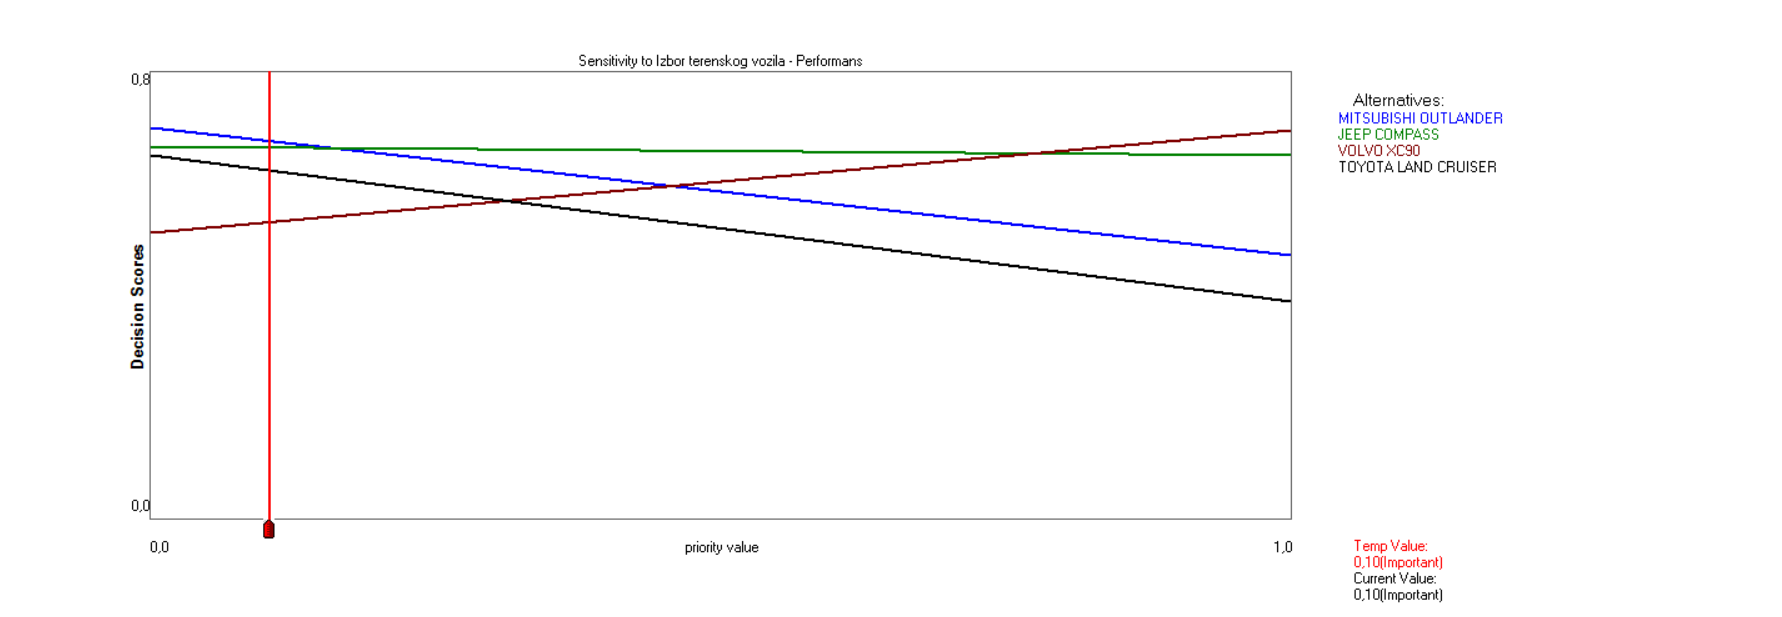 Sensitivity to Izbor terenskog vozila - Performans
0,8
Decision Scores
0,0
0,0
priority value
1,0
Alternatives:
MITSUBISHI OUTLANDER
JEEP COMPASS
VOLVO XC90
TOYOTA LAND CRUISER
Temp Value:
0,10(Important)
Current Value:
0,10(Important)